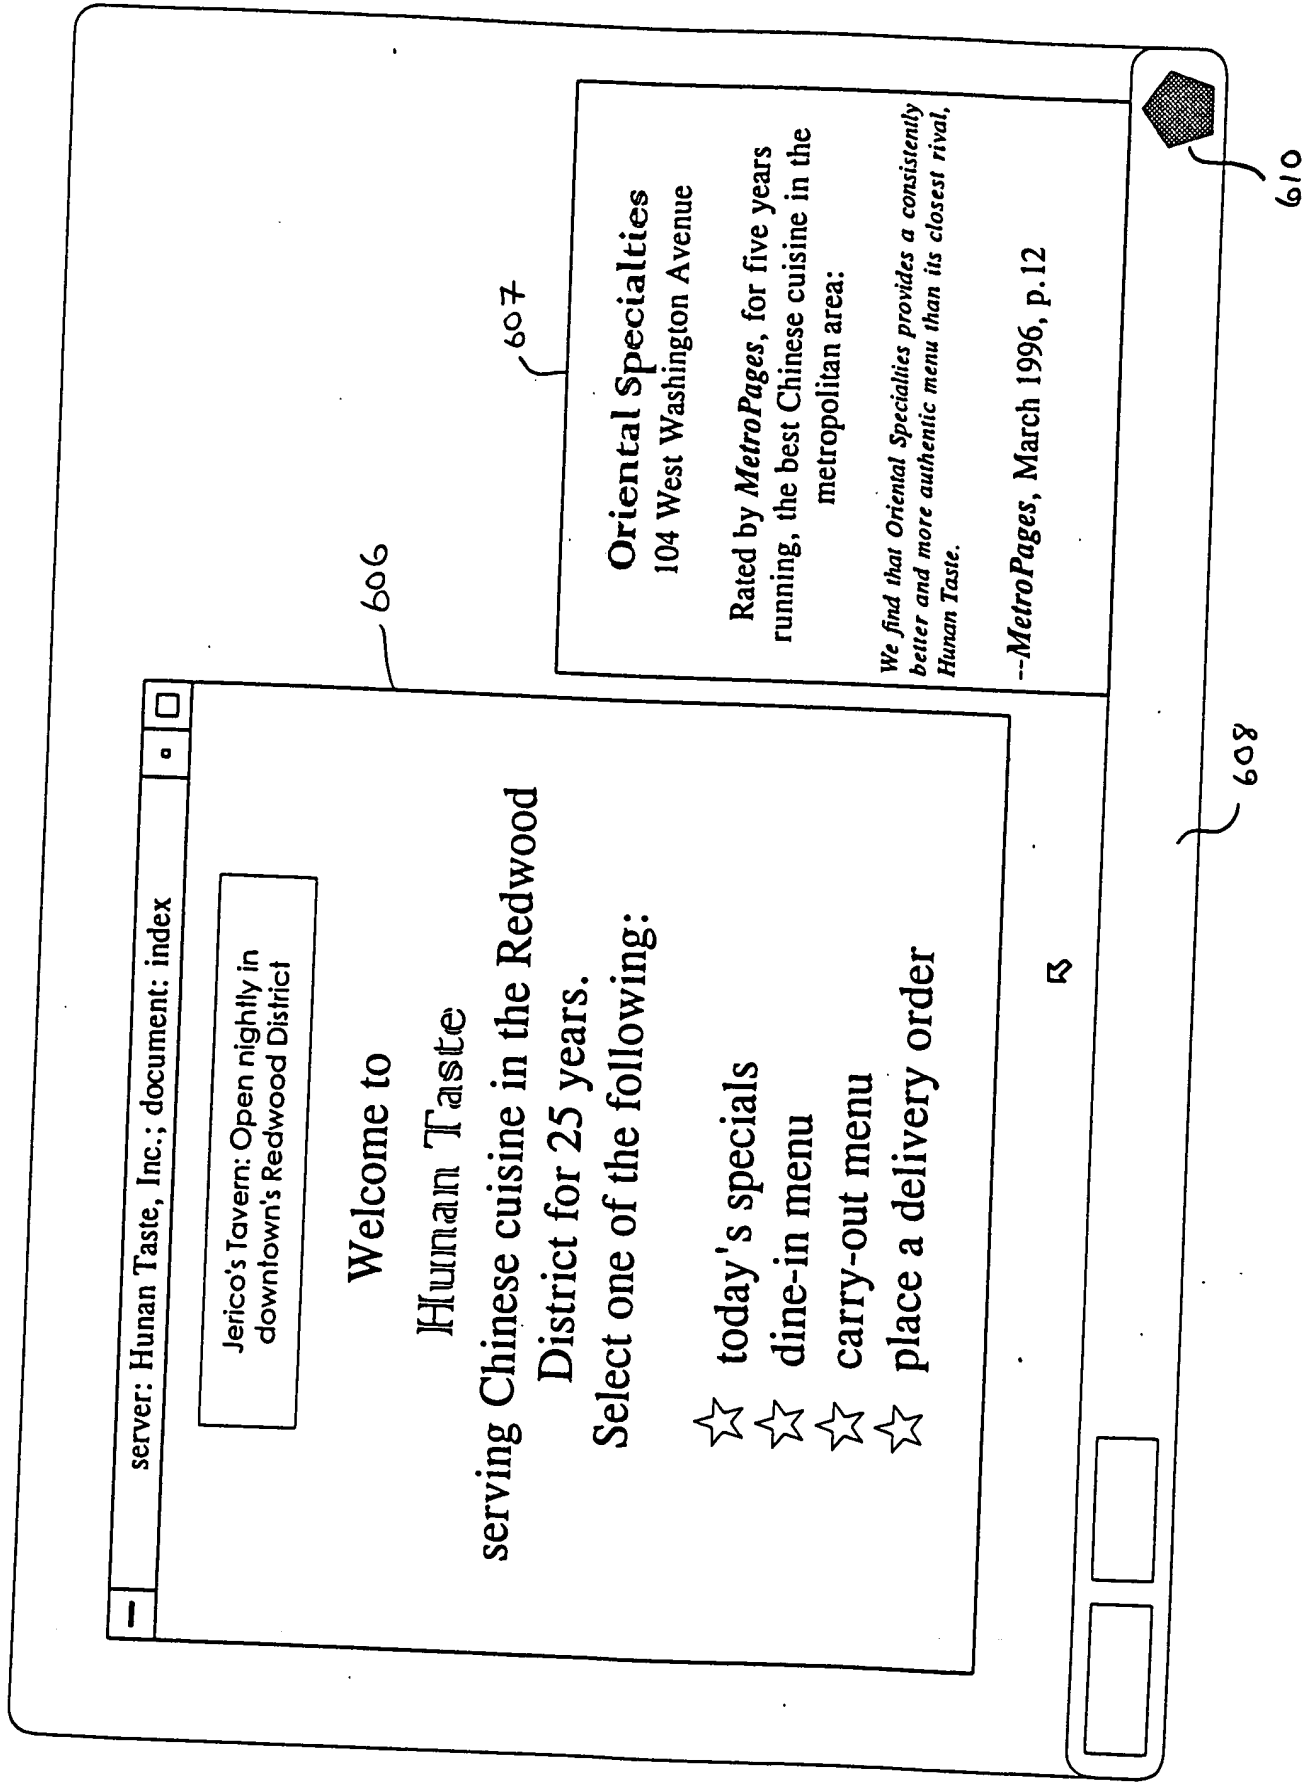 server: Hunan Taste, Inc.; document: index
Jerico's Tavern: Open nightly in
downtown's Redwood District
Welcome to
Hunan Taste
serving Chinese cuisine in the Redwood
District for 25 years.
Select one of the following:
today's specials
dine-in menu
carry-out menu
place a delivery order
606
607
Oriental Specialties
104 West Washington Avenue
Rated by MetroPages, for five years
running, the best Chinese cuisine in the
metropolitan area:
We find that Oriental Specialties provides a consistently
better and more authentic menu than its closest rival,
Hunan Taste.
--MetroPages, March 1996, p.12
608
610